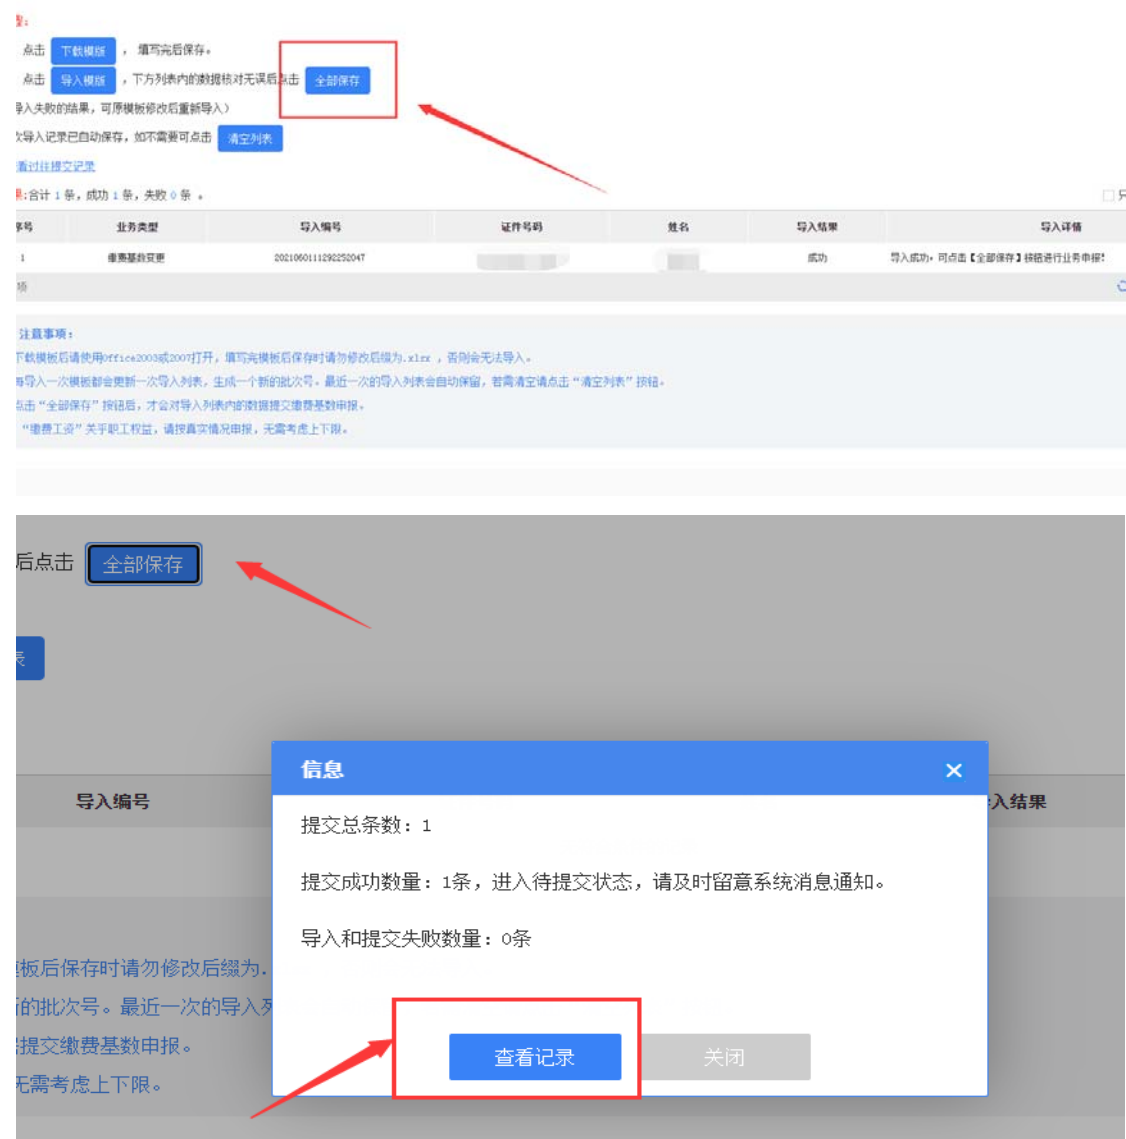 点击 下载模版 ， 填写完后保存。
点击 导入模版 ，下方列表内的数据核对无误后点击 全部保存
导入失败的结果，可原模板修改后重新导入）
次导入记录已自动保存，如不需要可点击 清空列表
看过往提交记录
果:合计 1 条，成功 1 条，失败 0 条 。
序号 业务类型 导入编号 证件号码 姓名 导入结果 导入详情
1 缴费基数变更 2021060111292252047 成功 导入成功，可点击【全部保存】按钮进行业务申报!
项
注意事项：
下载模板后请使用Office2003或2007打开，填写完模板后保存时请勿修改后缀为.xlsx ，否则会无法导入。
每导入一次模板都会更新一次导入列表，生成一个新的批次号。最近一次的导入列表会自动保留，若需清空请点击“清空列表”按钮。
点击“全部保存”按钮后，才会对导入列表内的数据提交缴费基数申报。
“缴费工资”关乎职工权益，请按真实情况申报，无需考虑上下限。
后点击 全部保存
表
信息
导入编号
入结果
提交总条数：1
提交成功数量：1条，进入待提交状态，请及时留意系统消息通知。
导入和提交失败数量：0条
模板后保存时请勿修改后缀为.
新的批次号。最近一次的导入列
据提交缴费基数申报。
无需考虑上下限。
查看记录 关闭